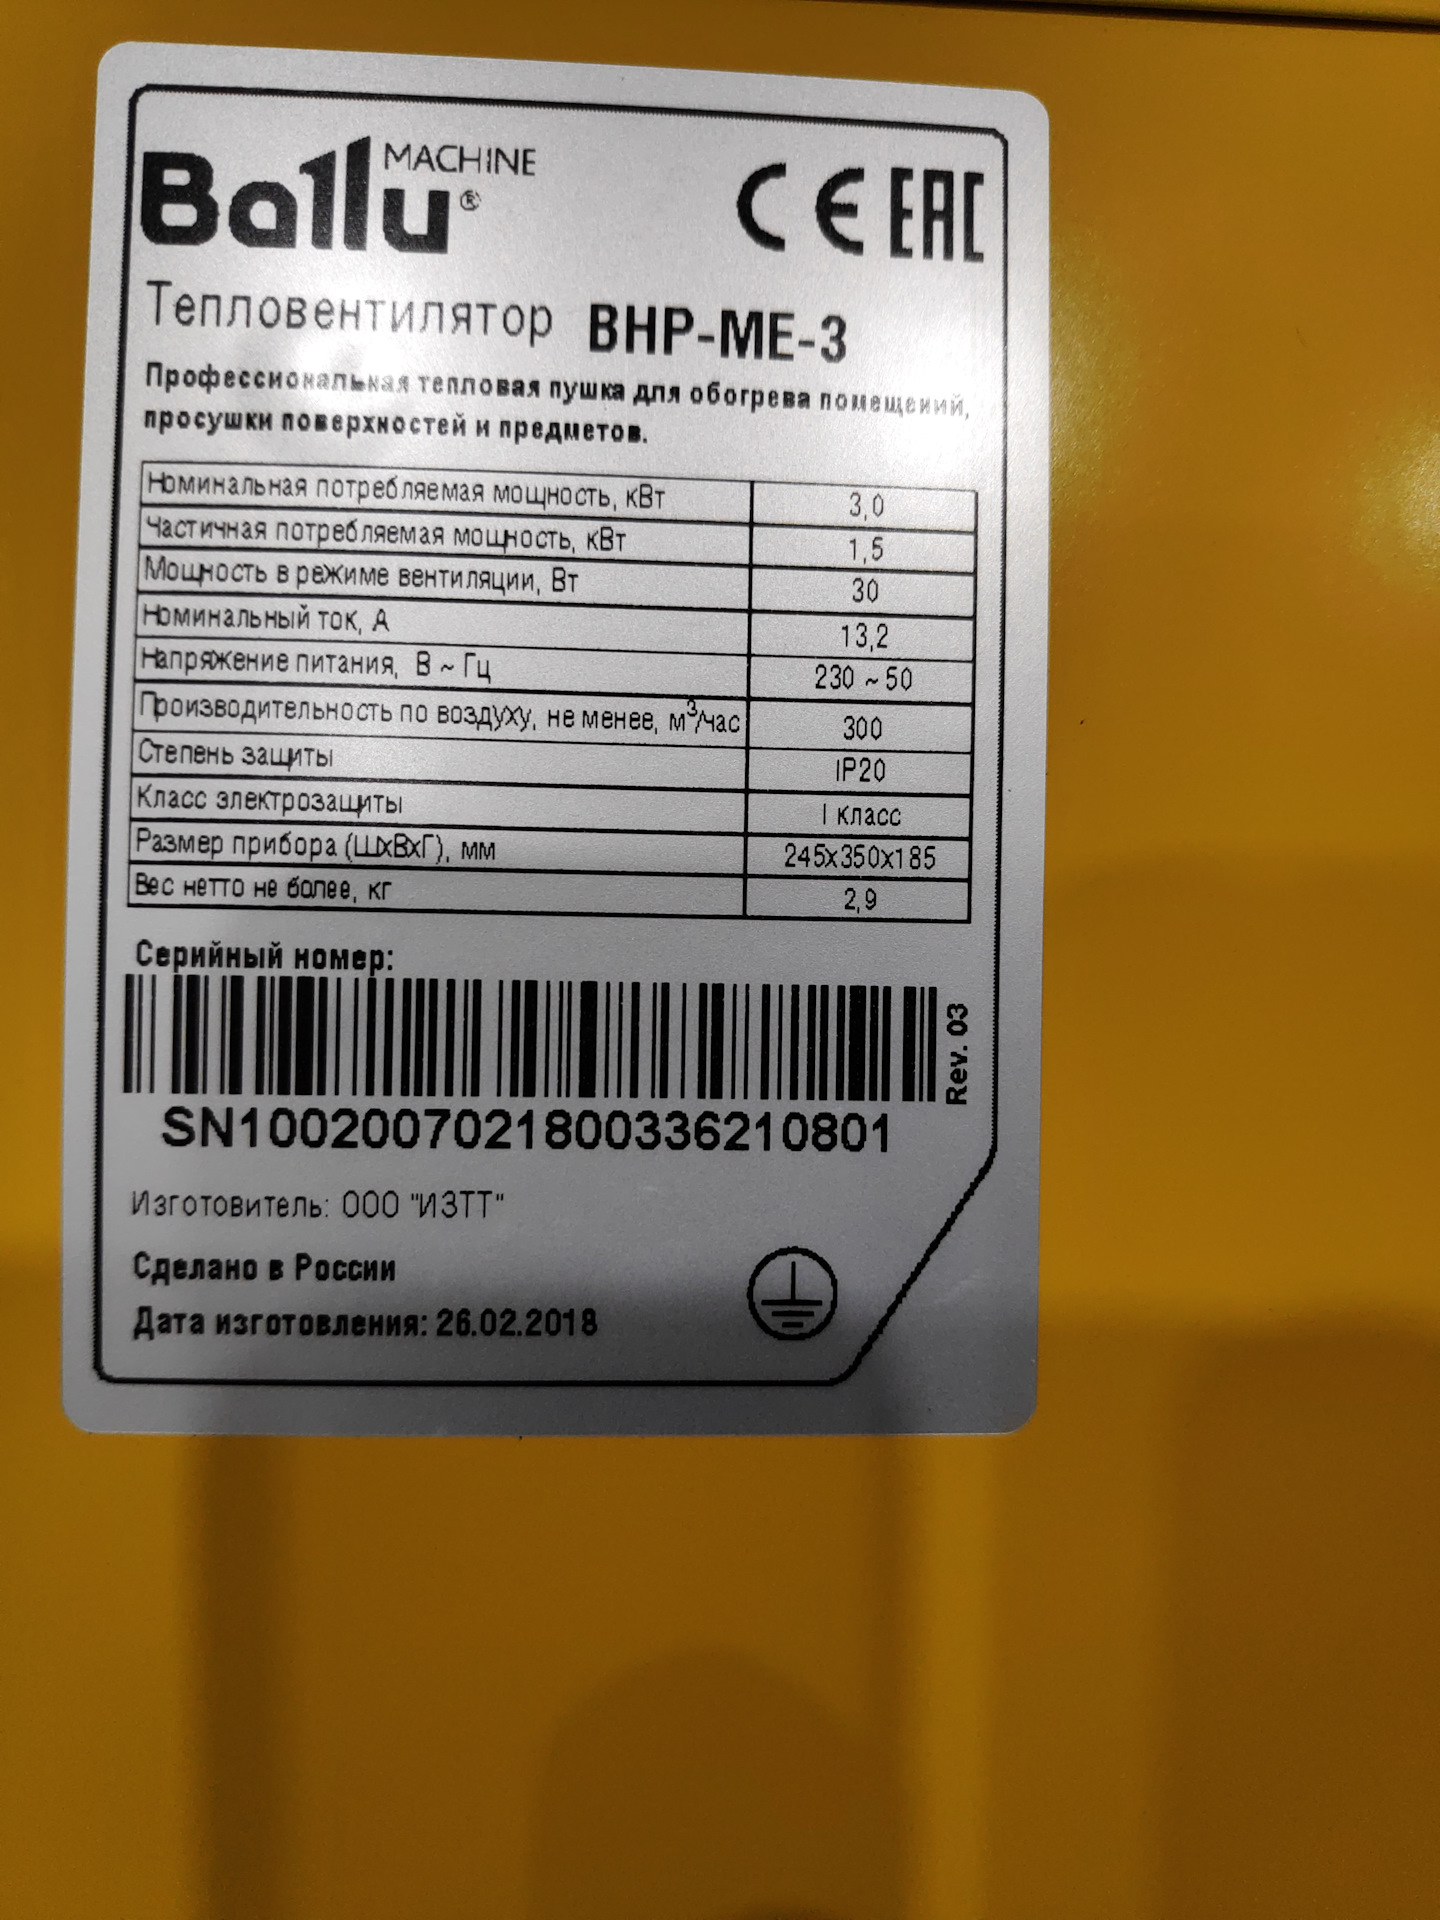 Ballu® MACHINE
CE EAC
Тепловентилятор BHP-ME-3
Профессиональная тепловая пушка для обогрева помещений,
просушки поверхностей и предметов.
Номинальная потребляемая мощность, кВт 3,0
Частичная потребляемая мощность, кВт 1,5
Мощность в режиме вентиляции, Вт 30
Номинальный ток, А 13,2
Напряжение питания, В ~ Гц 230 ~ 50
Производительность по воздуху, не менее, м³/час 300
Степень защиты IP20
Класс электрозащиты I класс
Размер прибора (ШхВхГ), мм 245х350х185
Вес нетто не более, кг 2,9
Серийный номер:
Rev. 03
SN10020070218003362​10801
Изготовитель: ООО "ИЗТТ"
Сделано в России
Дата изготовления: 26.02.2018